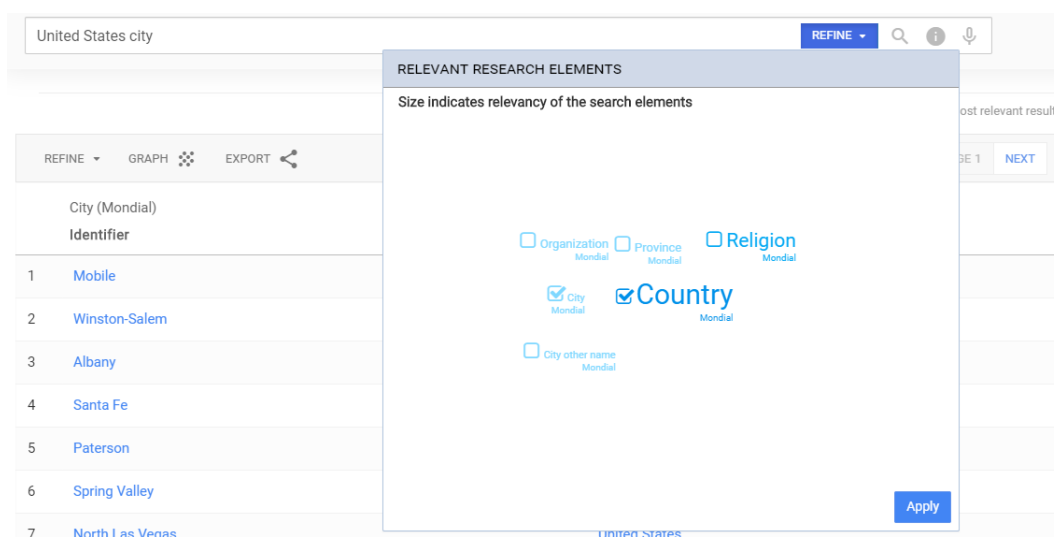 United States city
REFINE
RELEVANT RESEARCH ELEMENTS
Size indicates relevancy of the search elements
ost relevant result
REFINE GRAPH EXPORT
GE 1 NEXT
City (Mondial)
Identifier
Organization
Mondial
Province
Mondial
Religion
Mondial
City
Mondial
Country
Mondial
City other name
Mondial
1 Mobile
2 Winston-Salem
3 Albany
4 Santa Fe
5 Paterson
6 Spring Valley
Apply
7 North Las Vegas United States